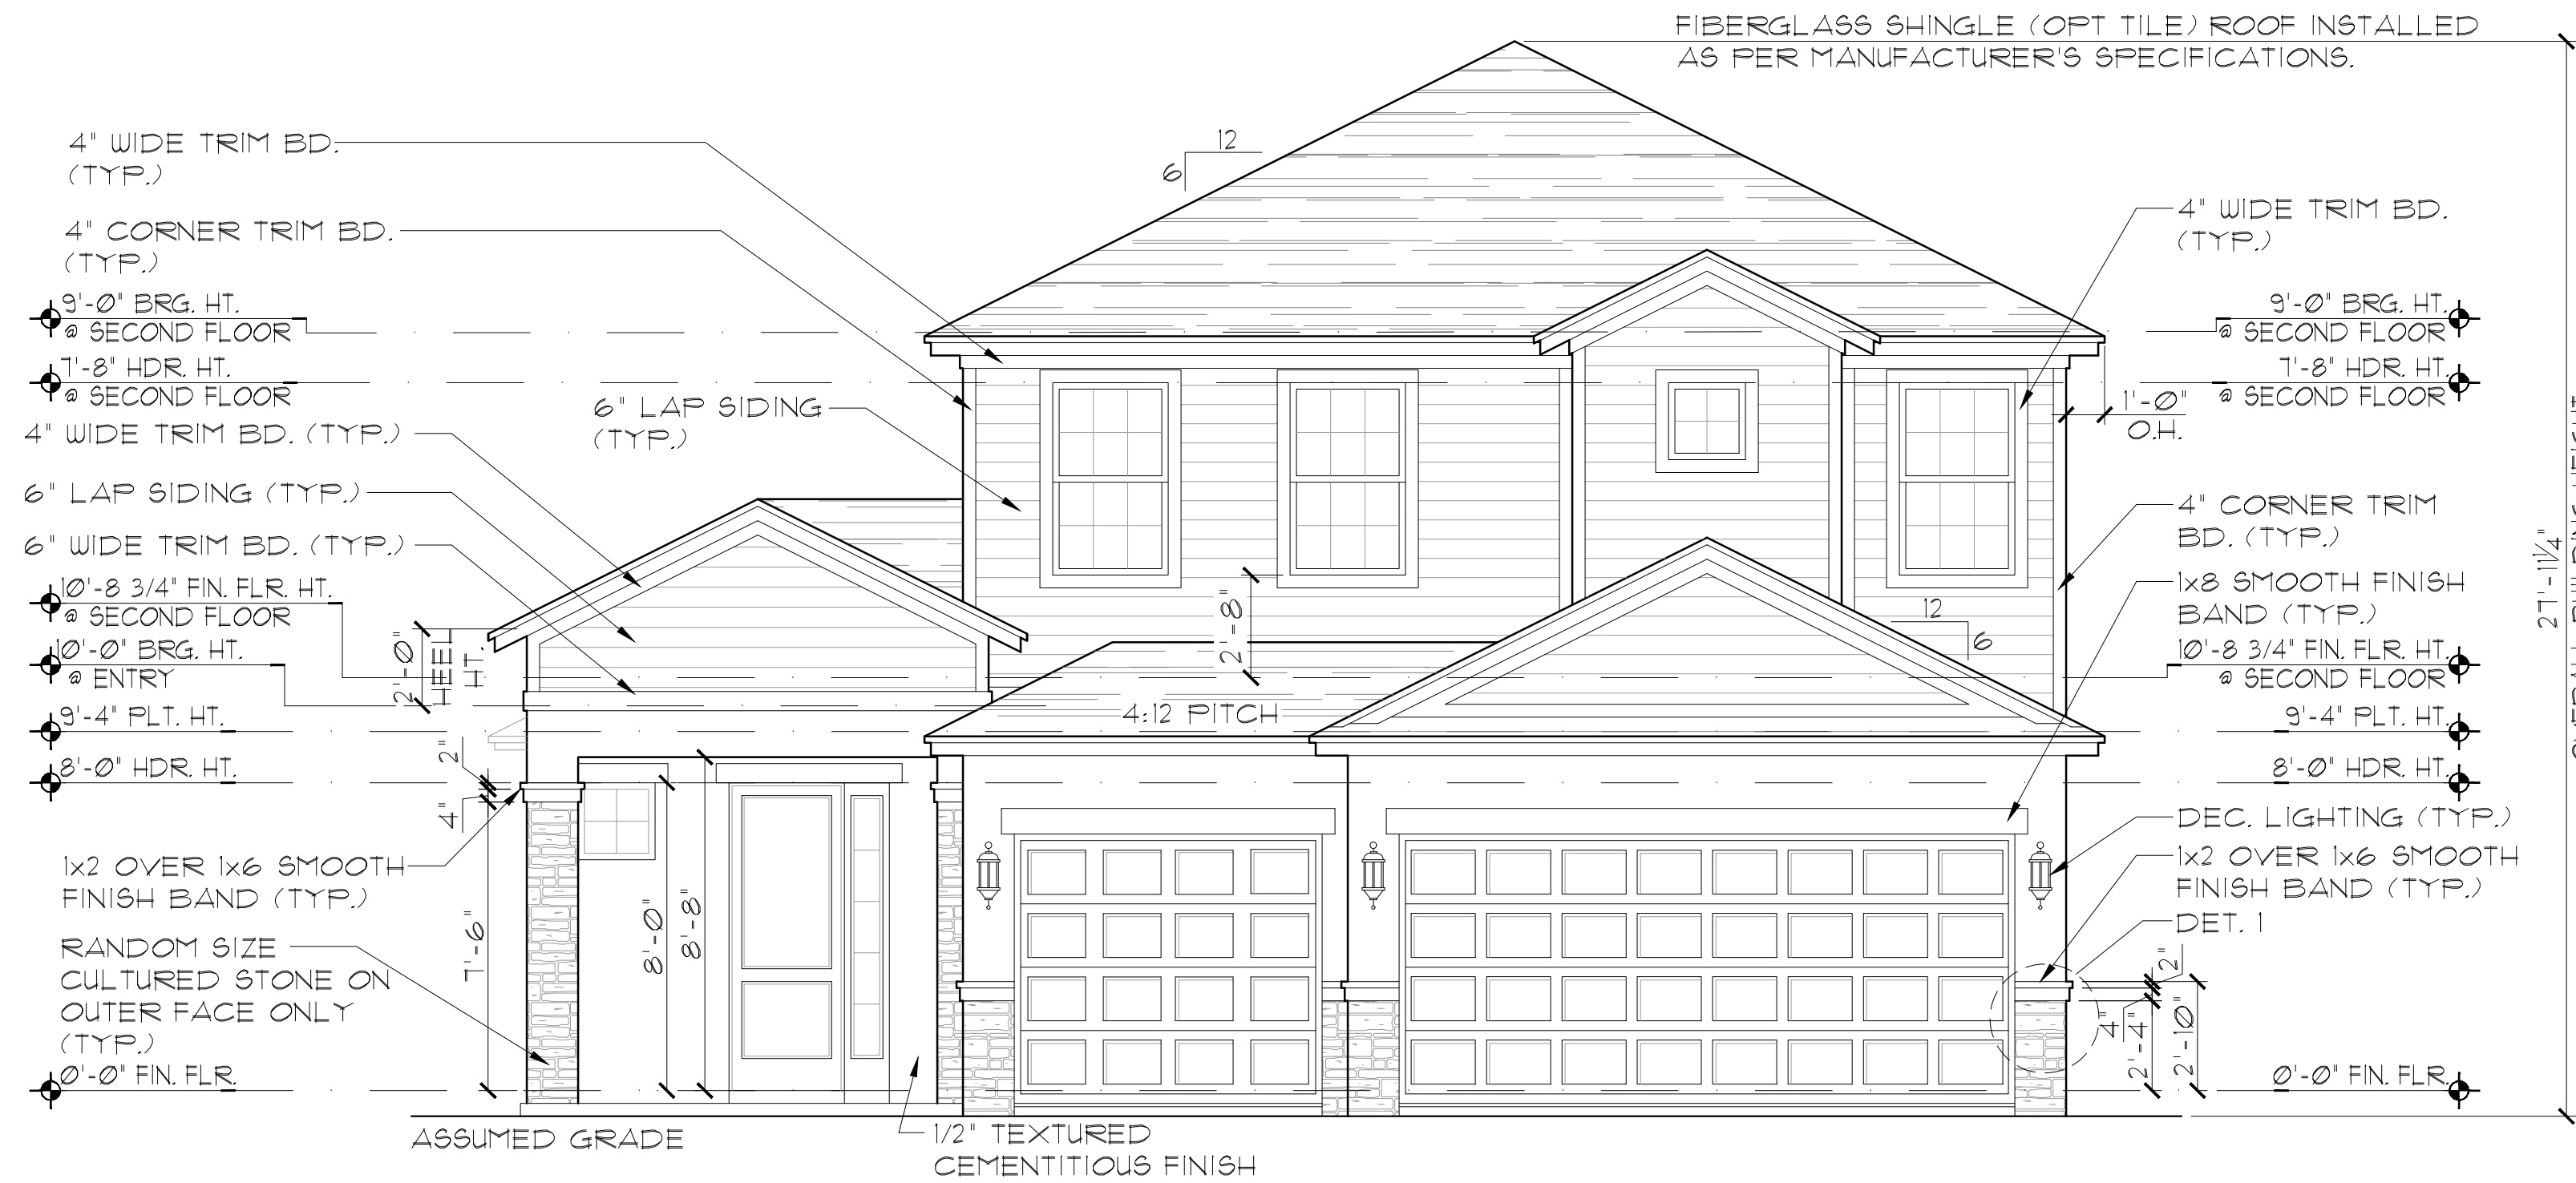 FIBERGLASS SHINGLE (OPT TILE) ROOF INSTALLED
AS PER MANUFACTURER'S SPECIFICATIONS.
12
6
4" WIDE TRIM BD.
(TYP.)
4" CORNER TRIM BD.
(TYP.)
9'-0" BRG. HT.
@ SECOND FLOOR
7'-8" HDR. HT.
@ SECOND FLOOR
4" WIDE TRIM BD. (TYP.)
6" LAP SIDING (TYP.)
6" WIDE TRIM BD. (TYP.)
10'-8 3/4" FIN. FLR. HT.
@ SECOND FLOOR
10'-0" BRG. HT.
@ ENTRY
9'-4" PLT. HT.
8'-0" HDR. HT.
1x2 OVER 1x6 SMOOTH
FINISH BAND (TYP.)
RANDOM SIZE
CULTURED STONE ON
OUTER FACE ONLY
(TYP.)
0'-0" FIN. FLR.
6" LAP SIDING
(TYP.)
2'-0"
HEEL
HT.
2"
4"
7'-6"
8'-0"
8'-8"
2'-8"
4:12 PITCH
12
6
ASSUMED GRADE
1/2" TEXTURED
CEMENTITIOUS FINISH
4" WIDE TRIM BD.
(TYP.)
9'-0" BRG. HT.
@ SECOND FLOOR
7'-8" HDR. HT.
@ SECOND FLOOR
1'-0"
O.H.
4" CORNER TRIM
BD. (TYP.)
1x8 SMOOTH FINISH
BAND (TYP.)
10'-8 3/4" FIN. FLR. HT.
@ SECOND FLOOR
9'-4" PLT. HT.
8'-0" HDR. HT.
DEC. LIGHTING (TYP.)
1x2 OVER 1x6 SMOOTH
FINISH BAND (TYP.)
DET. 1
2"
4"
2'-4"
2'-10"
0'-0" FIN. FLR.
27'-11 1/4"